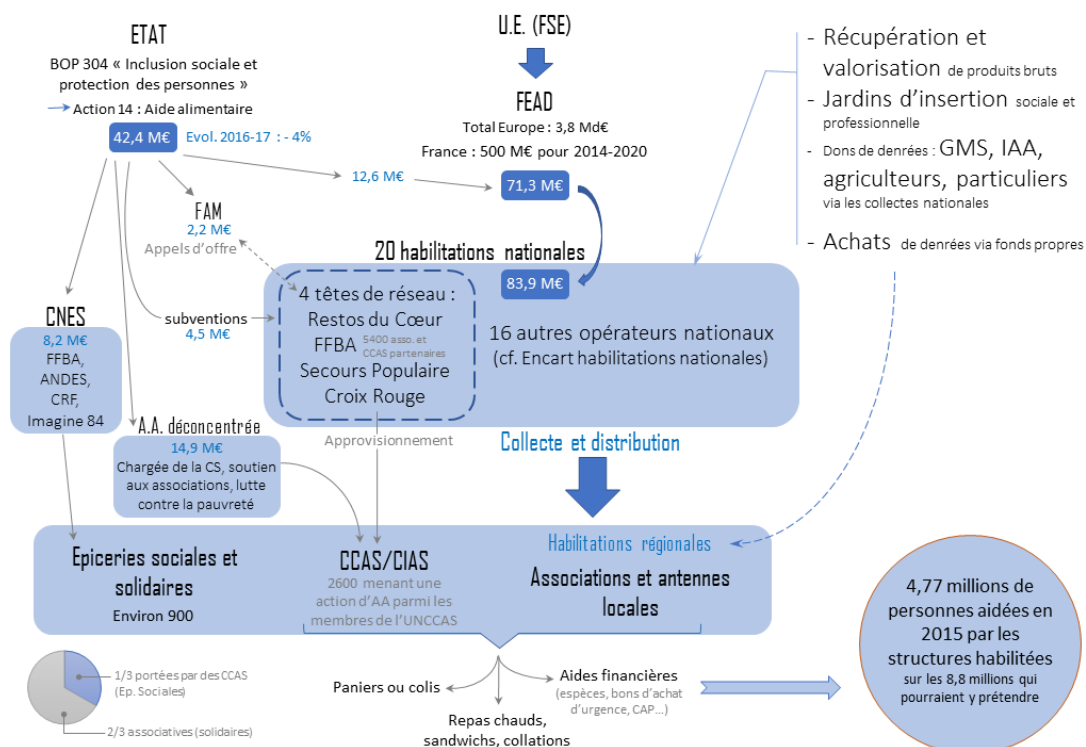 ETAT
BOP 304 « Inclusion sociale et
protection des personnes »
Action 14 : Aide alimentaire
42,4 M€
Evol. 2016-17 : - 4%
U.E. (FSE)
FEAD
Total Europe : 3,8 Md€
France : 500 M€ pour 2014-2020
12,6 M€
71,3 M€
- Récupération et
valorisation de produits bruts
- Jardins d’insertion sociale et
professionnelle
- Dons de denrées : GMS, IAA,
agriculteurs, particuliers
via les collectes nationales
- Achats de denrées via fonds propres
FAM
2,2 M€
Appels d’offre
20 habilitations nationales
83,9 M€
4 têtes de réseau :
Restos du Cœur
FFBA 5400 asso. et
CCAS partenaires
Secours Populaire
Croix Rouge
16 autres opérateurs nationaux
(cf. Encart habilitations nationales)
subventions
4,5 M€
CNES
8,2 M€
FFBA,
ANDES,
CRF,
Imagine 84
A.A. déconcentrée
14,9 M€
Chargée de la CS, soutien
aux associations, lutte
contre la pauvreté
Approvisionnement
Collecte et distribution
Epiceries sociales et
solidaires
Environ 900
CCAS/CIAS
2600 menant une
action d’AA parmi les
membres de l’UNCCAS
Habilitations régionales
Associations et antennes
locales
4,77 millions de
personnes aidées en
2015 par les
structures habilitées
sur les 8,8 millions qui
pourraient y prétendre
1/3 portées par des CCAS
(Ep. Sociales)
2/3 associatives (solidaires)
Paniers ou colis
Repas chauds,
sandwichs, collations
Aides financières
(espèces, bons d’achat
d’urgence, CAP...)